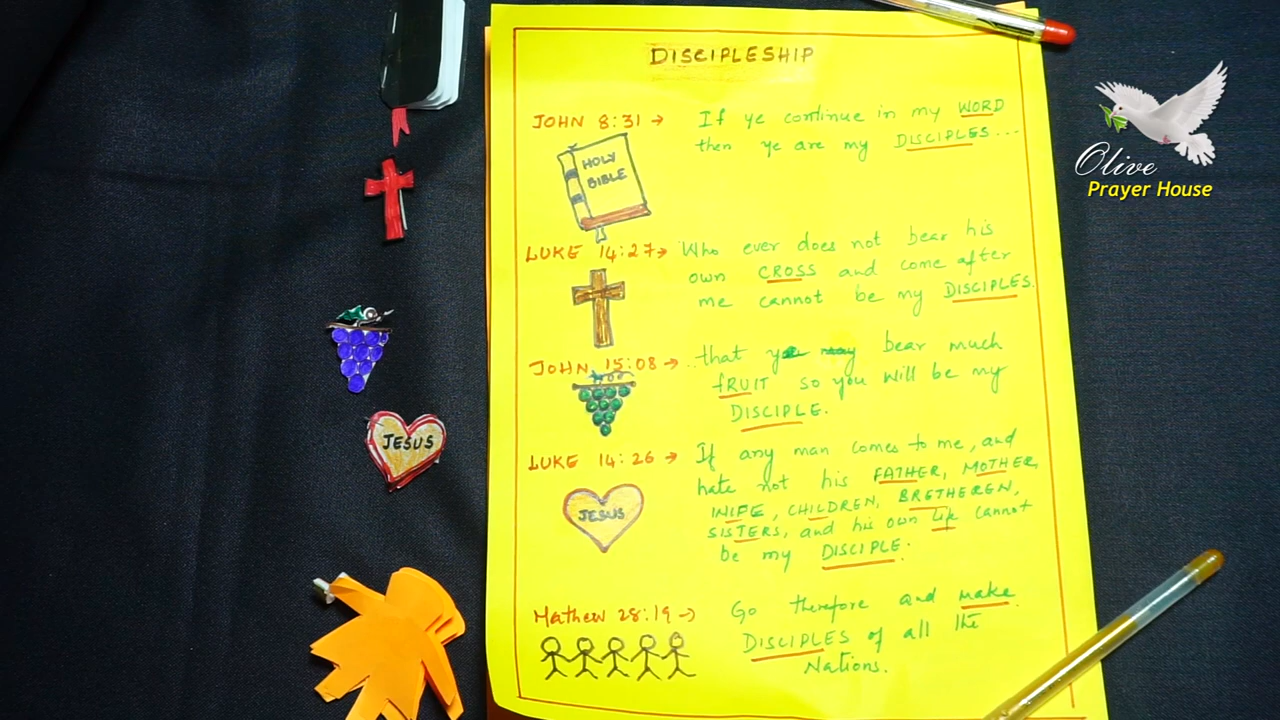 DISCIPLESHIP
JOHN 8:31 → If ye continue in my WORD
then ye are my DISCIPLES...
HOLY
BIBLE
LUKE 14:27→ Who ever does not bear his
own CROSS and come after
me cannot be my DISCIPLES.
JOHN 15:08 → ..that ye may bear much
fRUIT so you will be my
DISCIPLE.
LUKE 14:26 → If any man comes to me, and
hate not his FATHER, MOTHER,
WIFE, CHILDREN, BRETHEREN,
SISTERS, and his own life cannot
be my DISCIPLE.
JESUS
Mathew 28:19 → Go therefore and make
DISCIPLES of all the
Nations.
JESUS
Olive
Prayer House